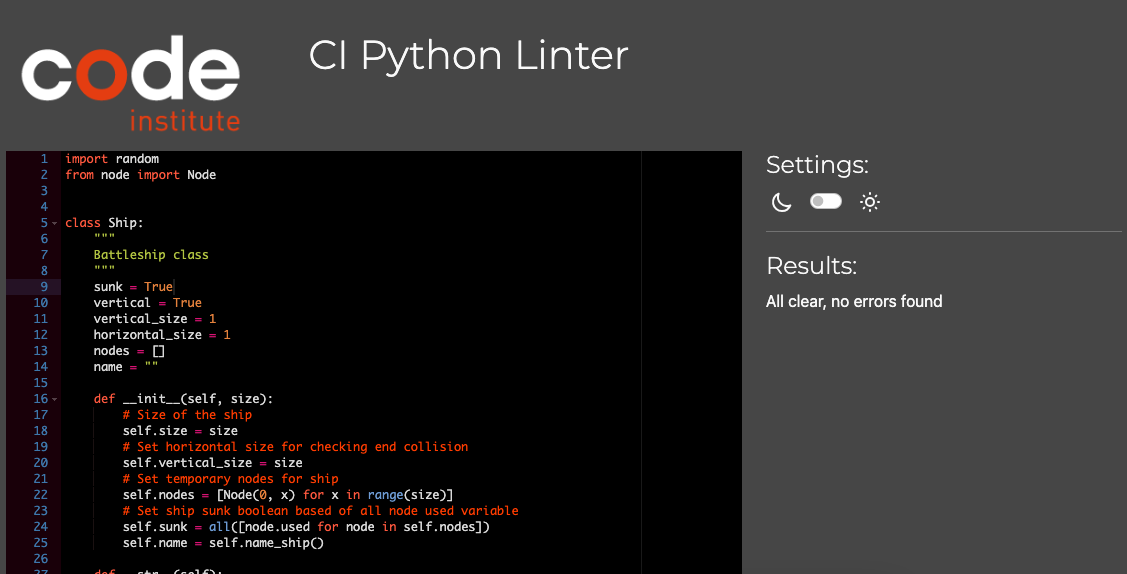 code
institute
CI Python Linter
1 import random
2 from node import Node
3
4
5 class Ship:
6     """
7     Battleship class
8     """
9     sunk = True
10     vertical = True
11     vertical_size = 1
12     horizontal_size = 1
13     nodes = []
14     name = ""
15
16     def __init__(self, size):
17         # Size of the ship
18         self.size = size
19         # Set horizontal size for checking end collision
20         self.vertical_size = size
21         # Set temporary nodes for ship
22         self.nodes = [Node(0, x) for x in range(size)]
23         # Set ship sunk boolean based of all node used variable
24         self.sunk = all([node.used for node in self.nodes])
25         self.name = self.name_ship()
26
27     def __str__(self):
Settings:
Results:
All clear, no errors found